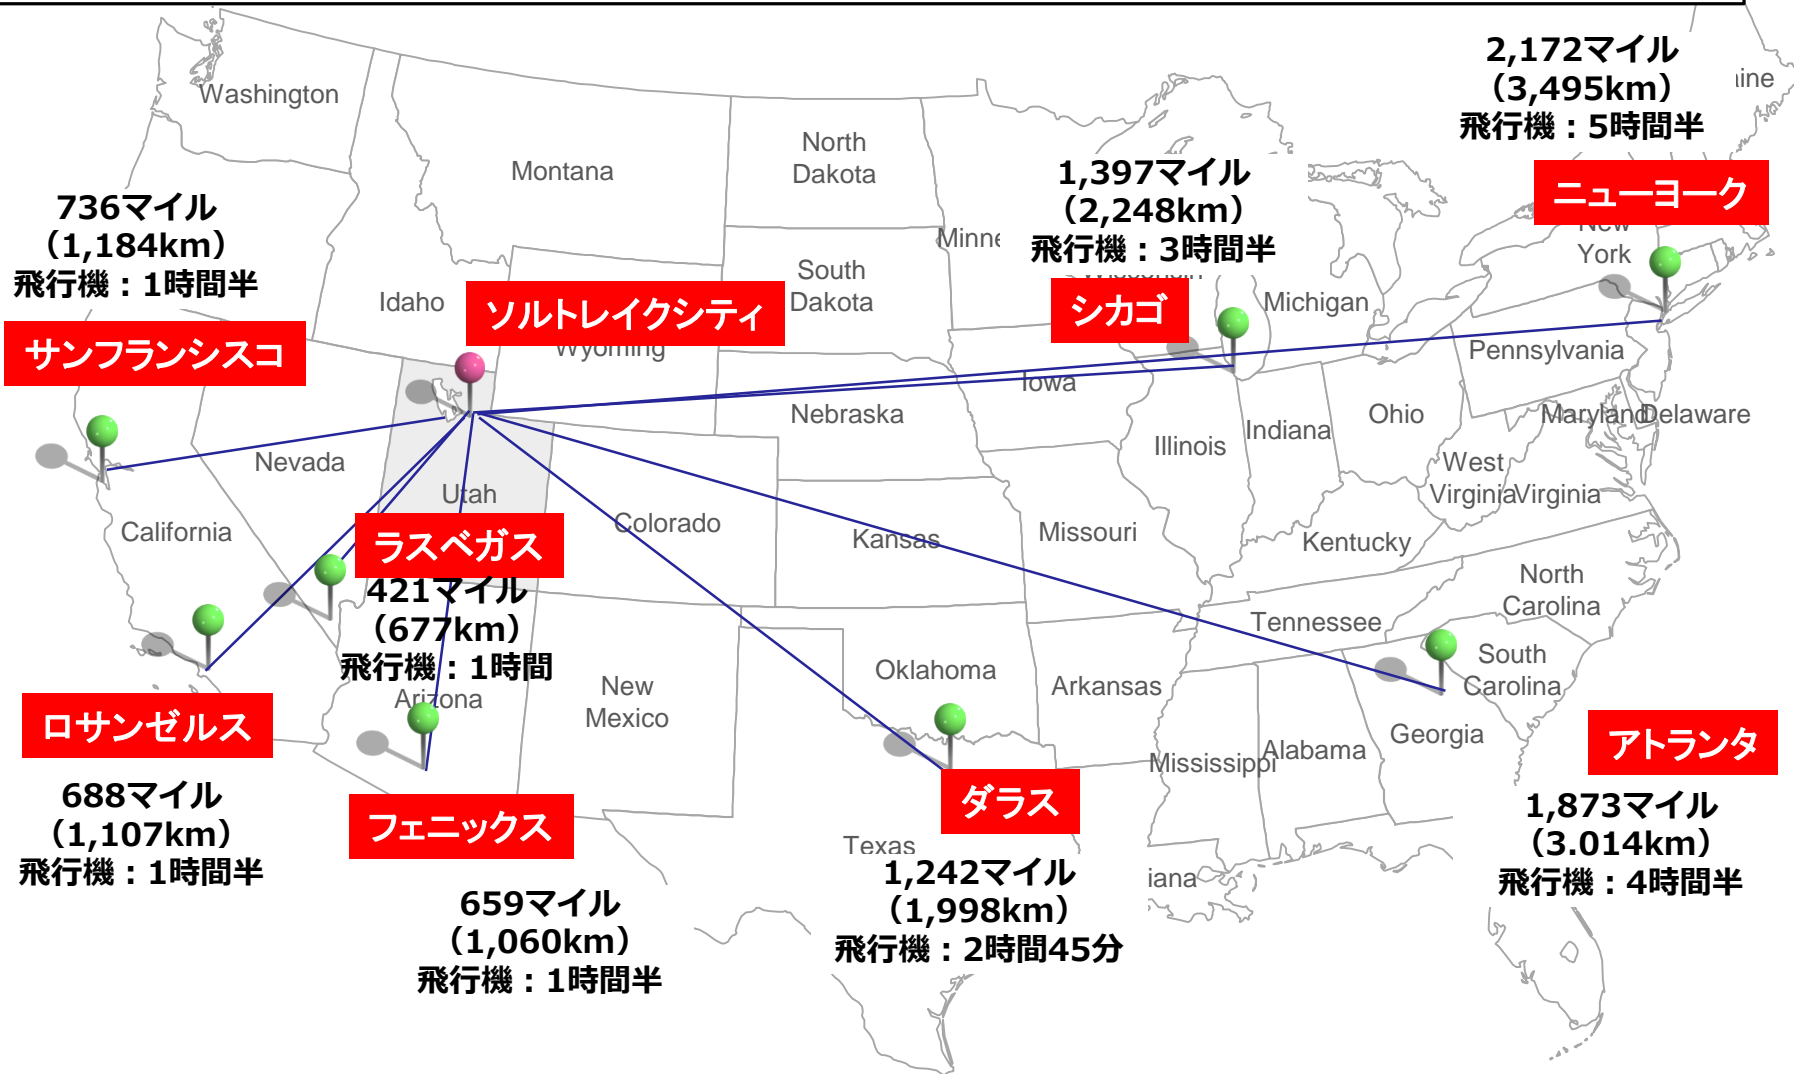 Washington
Montana
North
Dakota
2,172マイル
（3,495km）
飛行機：5時間半
ニューヨーク
New
York
1,397マイル
（2,248km）
飛行機：3時間半
シカゴ
Michigan
736マイル
（1,184km）
飛行機：1時間半
サンフランシスコ
Idaho
ソルトレイクシティ
Wyoming
South
Dakota
Pennsylvania
Iowa
Nebraska
Ohio
Maryland
Delaware
Illinois
Indiana
West
Virginia
Virginia
Nevada
Utah
California
Colorado
Kansas
Missouri
Kentucky
ラスベガス
421マイル
（677km）
飛行機：1時間
North
Carolina
Tennessee
South
Carolina
Oklahoma
Arkansas
New
Mexico
Arizona
Georgia
Alabama
Mississippi
ロサンゼルス
688マイル
（1,107km）
飛行機：1時間半
フェニックス
659マイル
（1,060km）
飛行機：1時間半
ダラス
Texas
1,242マイル
（1,998km）
飛行機：2時間45分
iana
アトランタ
1,873マイル
（3.014km）
飛行機：4時間半